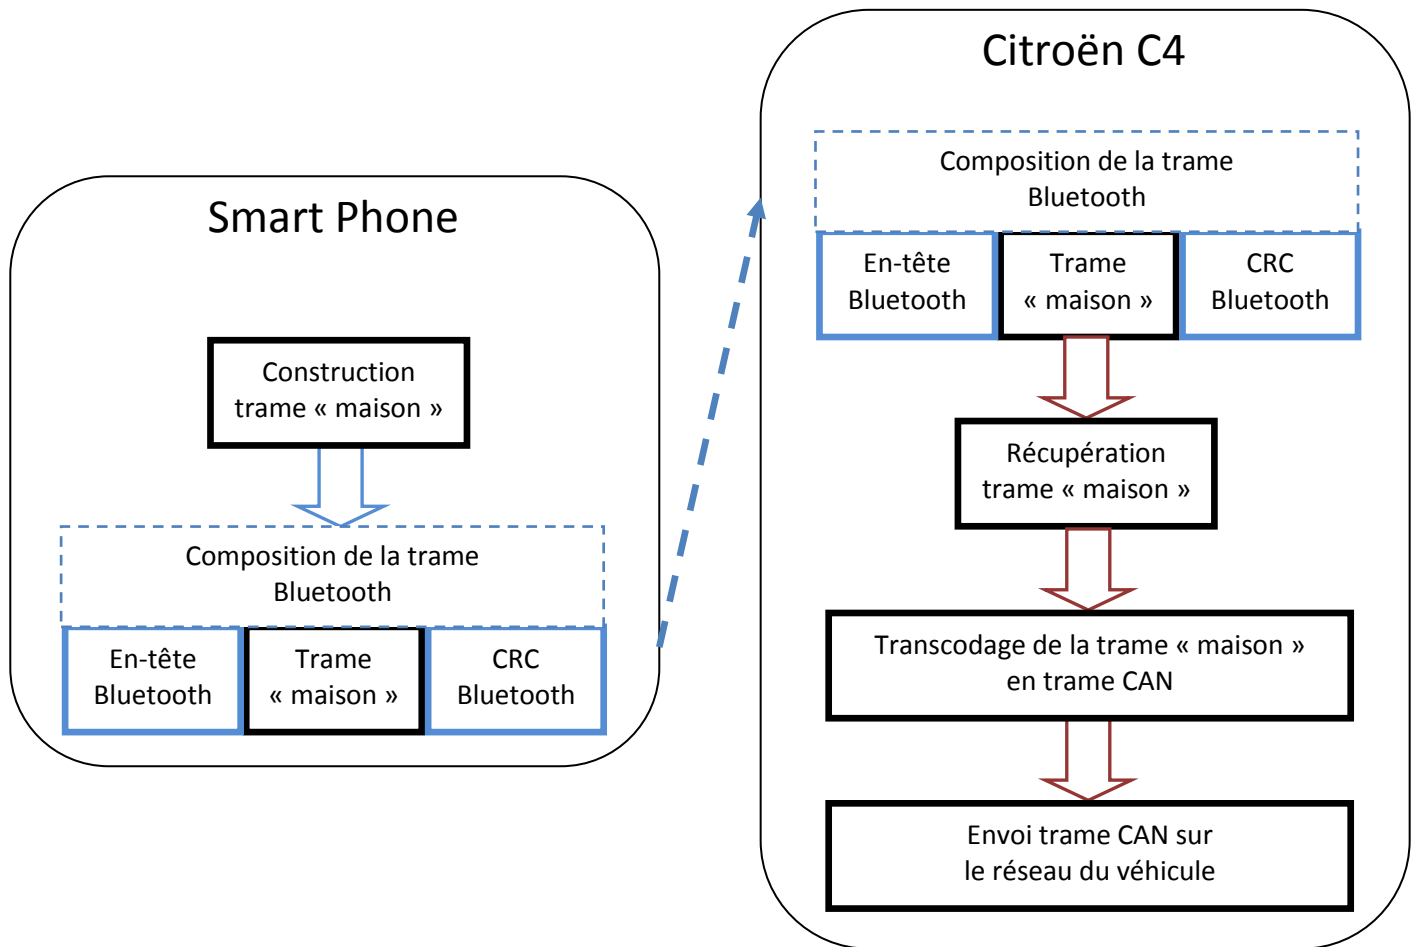 Smart Phone
Construction
trame « maison »
Composition de la trame
Bluetooth
En-tête
Bluetooth
Trame
« maison »
CRC
Bluetooth
Citroën C4
Composition de la trame
Bluetooth
En-tête
Bluetooth
Trame
« maison »
CRC
Bluetooth
Récupération
trame « maison »
Transcodage de la trame « maison »
en trame CAN
Envoi trame CAN sur
le réseau du véhicule